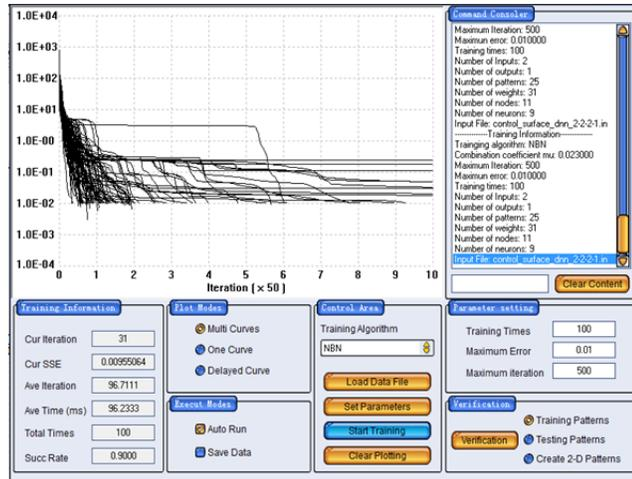 1.0E+04
1.0E+03
1.0E+02
1.0E+01
1.0E-00
1.0E-01
1.0E-02
1.0E-03
1.0E-04
0 1 2 3 4 5 6 7 8 9 10
Iteration ( x 50 )
Command Consoler
Maximum Iteration: 500
Maximun error: 0.010000
Training times: 100
Number of Inputs: 2
Number of outputs: 1
Number of patterns: 25
Number of weights: 31
Number of nodes: 11
Number of neurons: 9
Input File: control_surface_dnn_2-2-2-1.in
--------------Training Information--------------
Trainging algorithm: NBN
Combination coefficient mu: 0.023000
Maximum Iteration: 500
Maximun error: 0.010000
Training times: 100
Number of Inputs: 2
Number of outputs: 1
Number of patterns: 25
Number of weights: 31
Number of nodes: 11
Number of neurons: 9
Input File: control_surface_dnn_2-2-2-1.in
Clear Content
Training Information
Cur Iteration 31
Cur SSE 0.00955064
Ave Iteration 96.7111
Ave Time (ms) 96.2333
Total Times 100
Succ Rate 0.9000
Plot Modes
Multi Curves
One Curve
Delayed Curve
Execut Modes
Auto Run
Save Data
Control Area
Training Algorithm
NBN
Load Data File
Set Parameters
Start Training
Clear Plotting
Parameter setting
Training Times 100
Maximum Error 0.01
Maximum iteration 500
Verification
Verification
Training Patterns
Testing Patterns
Create 2-D Patterns